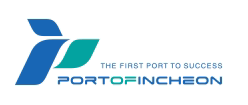 THE FIRST PORT TO SUCCESS
PORTOFINCHEON